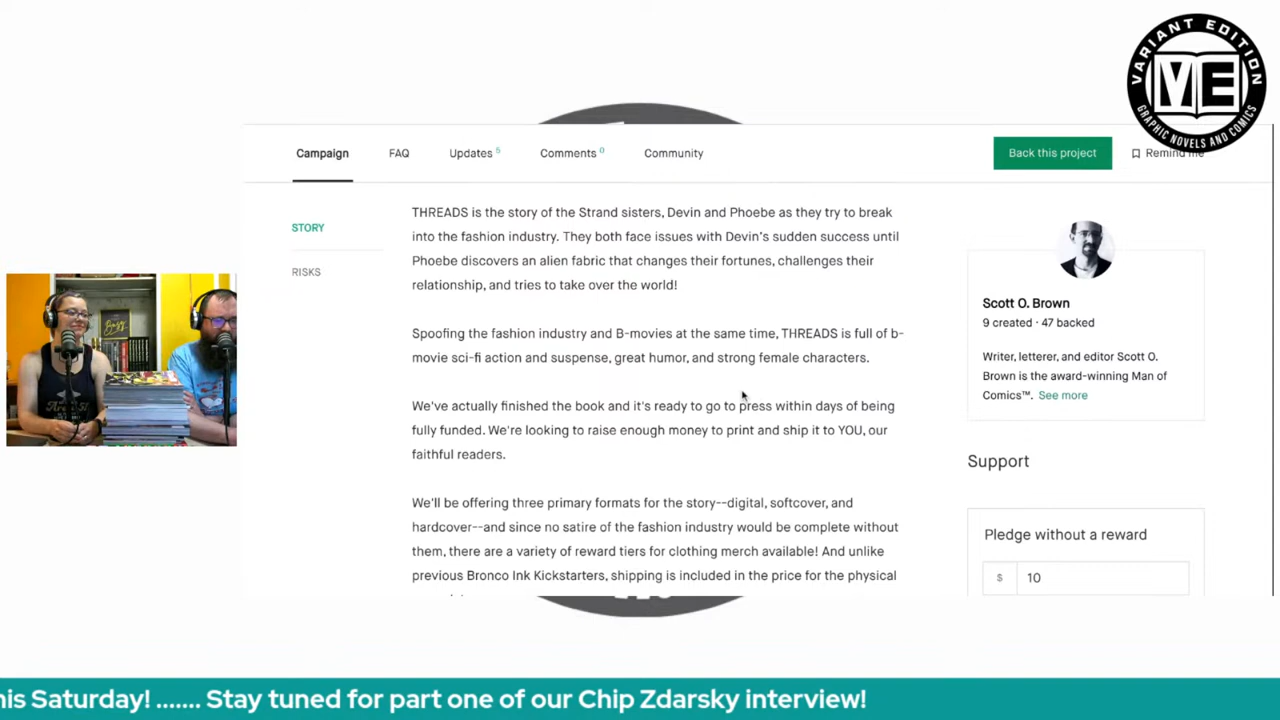 VARIANT EDITION
VE
GRAPHIC NOVELS AND COMICS
Campaign
FAQ
Updates 5
Comments 0
Community
Back this project
Remind me
STORY
RISKS
THREADS is the story of the Strand sisters, Devin and Phoebe as they try to break
into the fashion industry. They both face issues with Devin's sudden success until
Phoebe discovers an alien fabric that changes their fortunes, challenges their
relationship, and tries to take over the world!
Spoofing the fashion industry and B-movies at the same time, THREADS is full of b-
movie sci-fi action and suspense, great humor, and strong female characters.
We've actually finished the book and it's ready to go to press within days of being
fully funded. We're looking to raise enough money to print and ship it to YOU, our
faithful readers.
We'll be offering three primary formats for the story--digital, softcover, and
hardcover--and since no satire of the fashion industry would be complete without
them, there are a variety of reward tiers for clothing merch available! And unlike
previous Bronco Ink Kickstarters, shipping is included in the price for the physical
Scott O. Brown
9 created · 47 backed
Writer, letterer, and editor Scott O.
Brown is the award-winning Man of
Comics™. See more
Support
Pledge without a reward
$ 10
his Saturday! ....... Stay tuned for part one of our Chip Zdarsky interview!